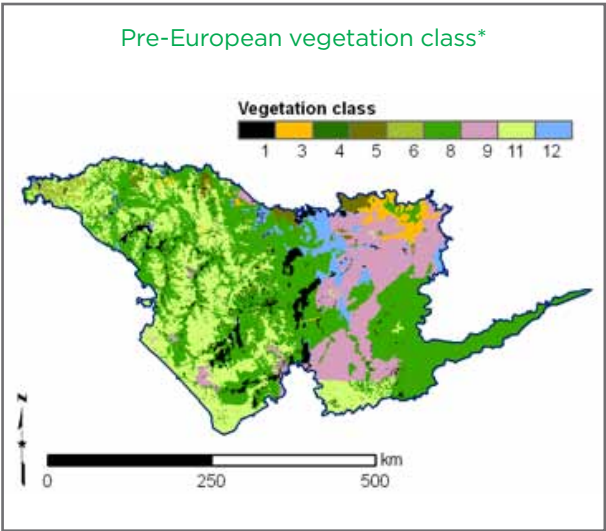 Pre-European vegetation class*
Vegetation class
1 3 4 5 6 8 9 11 12
N
km
0 250 500